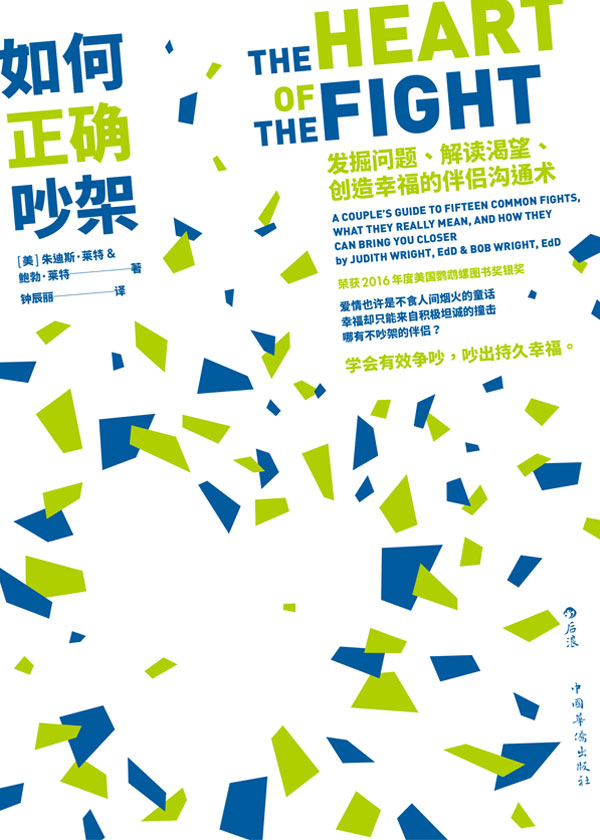 如何
正确
吵架
[美] 朱迪斯·莱特 &
鲍勃·莱特————著
钟辰丽————译
THE HEART
OF
THE FIGHT
发掘问题、解读渴望、
创造幸福的伴侣沟通术
A COUPLE'S GUIDE TO FIFTEEN COMMON FIGHTS,
WHAT THEY REALLY MEAN, AND HOW THEY
CAN BRING YOU CLOSER
by JUDITH WRIGHT, EdD & BOB WRIGHT, EdD
荣获2016年度美国鹦鹉螺图书奖银奖
爱情也许是不食人间烟火的童话
幸福却只能来自积极坦诚的撞击
哪有不吵架的伴侣？
学会有效争吵，吵出持久幸福。
后浪
中国华侨出版社